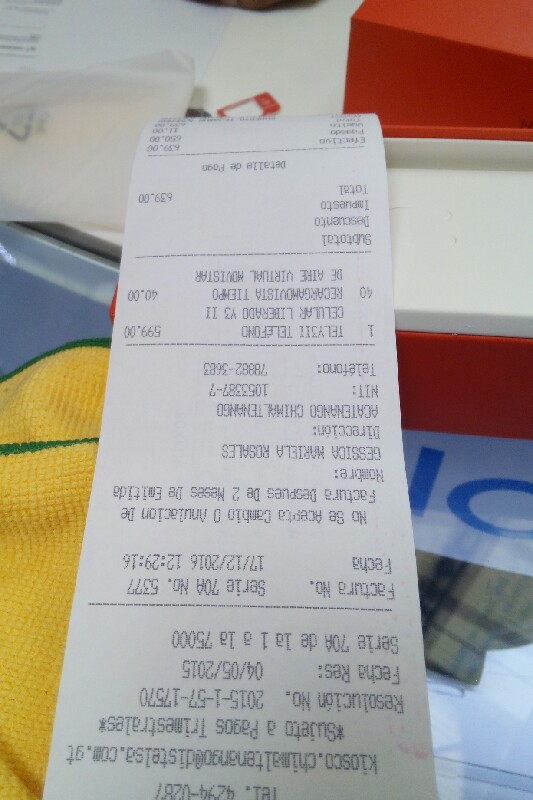 Tel. 4294-0287
kiosco.chimaltenango@distelsa.com.gt
*Sujeto a Pagos Trimestrales*
Resolución No. 2015-1-57-17570
Fecha Res: 04/05/2015
Serie 70A de la 1 a la 75000
Factura No. Serie 70A No. 5377
Fecha 17/12/2016 12:29:16
No Se Acepta Cambio O Anulacion De
Factura Despues De 2 Meses De Emitida
Nombre:
GESSICA MARIELA ROSALES
Dirección:
ACATENANGO CHIMALTENANGO
NIT: 1053387-7
Teléfono: 78882-3683
1 TELY3II TELEFONO 599.00
CELULAR LIBERADO Y3 II
40 RECARGAMOVISTA TIEMPO 40.00
DE AIRE VIRTUAL MOVISTAR
Subtotal
Descuento
Impuesto
Total 639.00
Detalle de Pago
Efectivo 639.00
Pagado 650.00
Vuelto 11.00